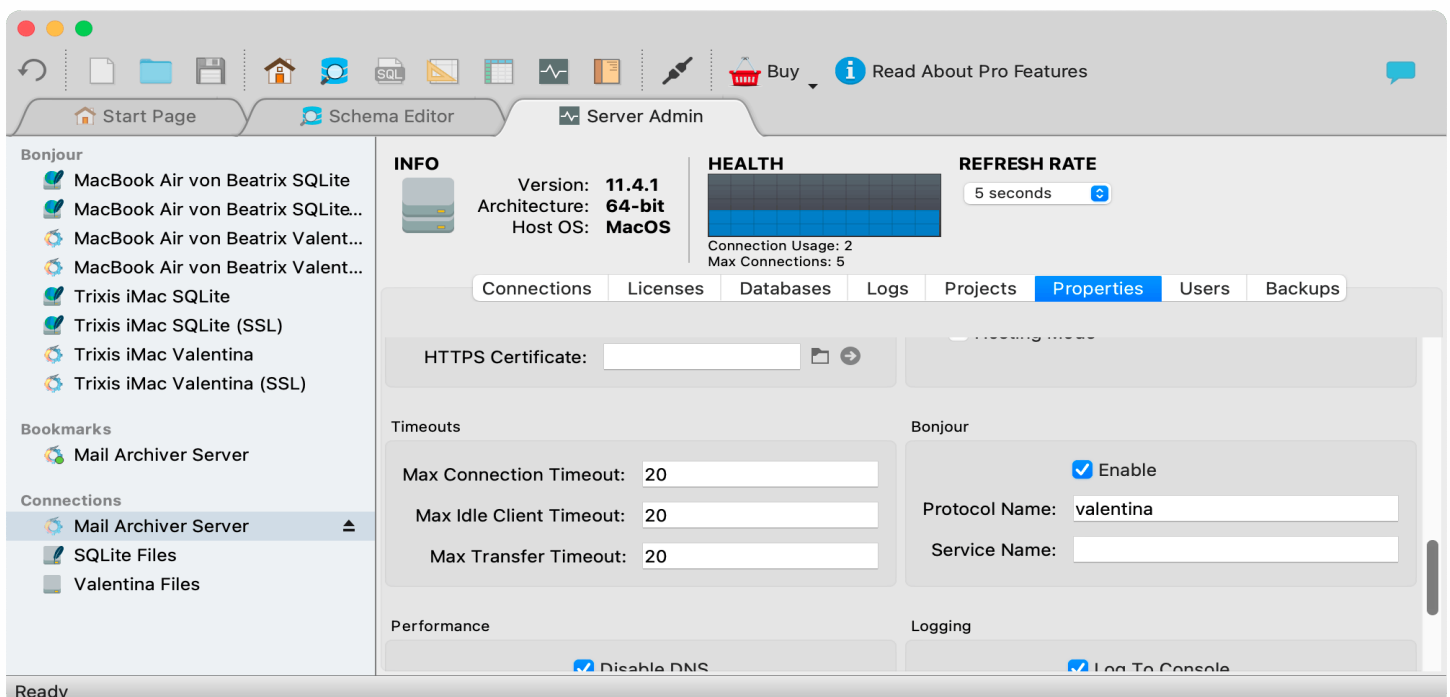 SQL
Buy
Read About Pro Features
Start Page
Schema Editor
Server Admin
Bonjour
MacBook Air von Beatrix SQLite
MacBook Air von Beatrix SQLite...
MacBook Air von Beatrix Valent...
MacBook Air von Beatrix Valent...
Trixis iMac SQLite
Trixis iMac SQLite (SSL)
Trixis iMac Valentina
Trixis iMac Valentina (SSL)
Bookmarks
Mail Archiver Server
Connections
Mail Archiver Server
SQLite Files
Valentina Files
INFO
Version: 11.4.1
Architecture: 64-bit
Host OS: MacOS
HEALTH
Connection Usage: 2
Max Connections: 5
REFRESH RATE
5 seconds
Connections
Licenses
Databases
Logs
Projects
Properties
Users
Backups
HTTPS Certificate:
Hosting Mode
Timeouts
Max Connection Timeout: 20
Max Idle Client Timeout: 20
Max Transfer Timeout: 20
Bonjour
Enable
Protocol Name: valentina
Service Name:
Performance
Disable DNS
Logging
Log To Console
Ready